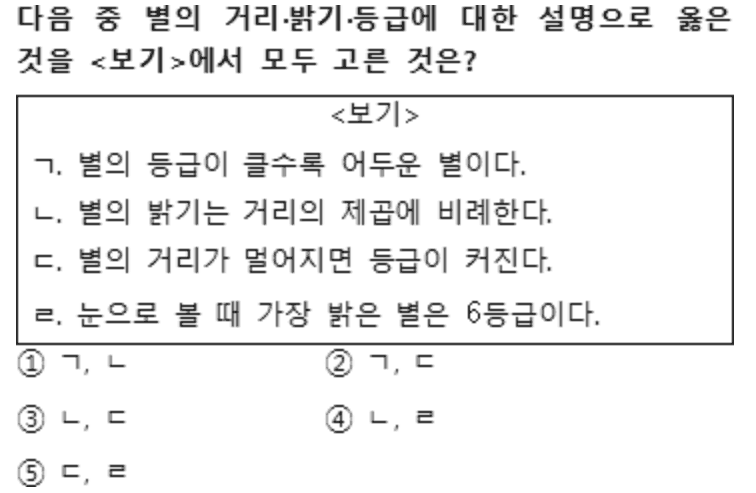 다음 중 별의 거리·밝기·등급에 대한 설명으로 옳은
것을 <보기>에서 모두 고른 것은?
<보기>
ㄱ. 별의 등급이 클수록 어두운 별이다.
ㄴ. 별의 밝기는 거리의 제곱에 비례한다.
ㄷ. 별의 거리가 멀어지면 등급이 커진다.
ㄹ. 눈으로 볼 때 가장 밝은 별은 6등급이다.
① ㄱ, ㄴ ② ㄱ, ㄷ
③ ㄴ, ㄷ ④ ㄴ, ㄹ
⑤ ㄷ, ㄹ